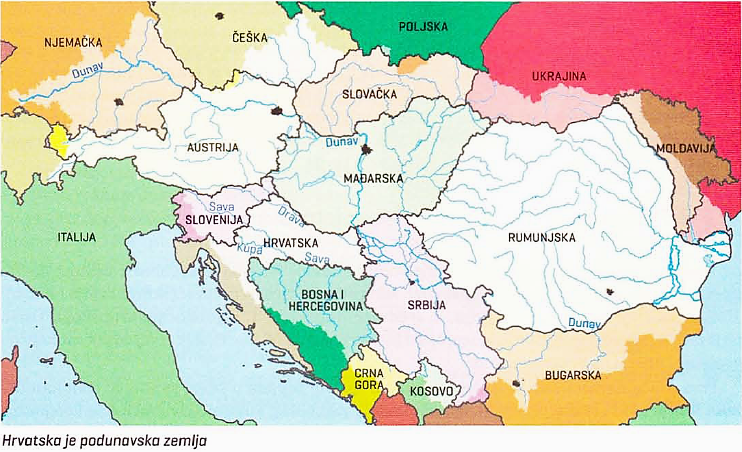 POLJSKA
ČEŠKA
NJEMAČKA
Dunav
UKRAJINA
SLOVAČKA
AUSTRIJA
Dunav
MOLDAVIJA
MAĐARSKA
Sava
SLOVENIJA
Drava
ITALIJA
HRVATSKA
Kupa
Sava
RUMUNJSKA
BOSNA I
HERCEGOVINA
SRBIJA
Dunav
CRNA
GORA
KOSOVO
BUGARSKA
Hrvatska je podunavska zemlja